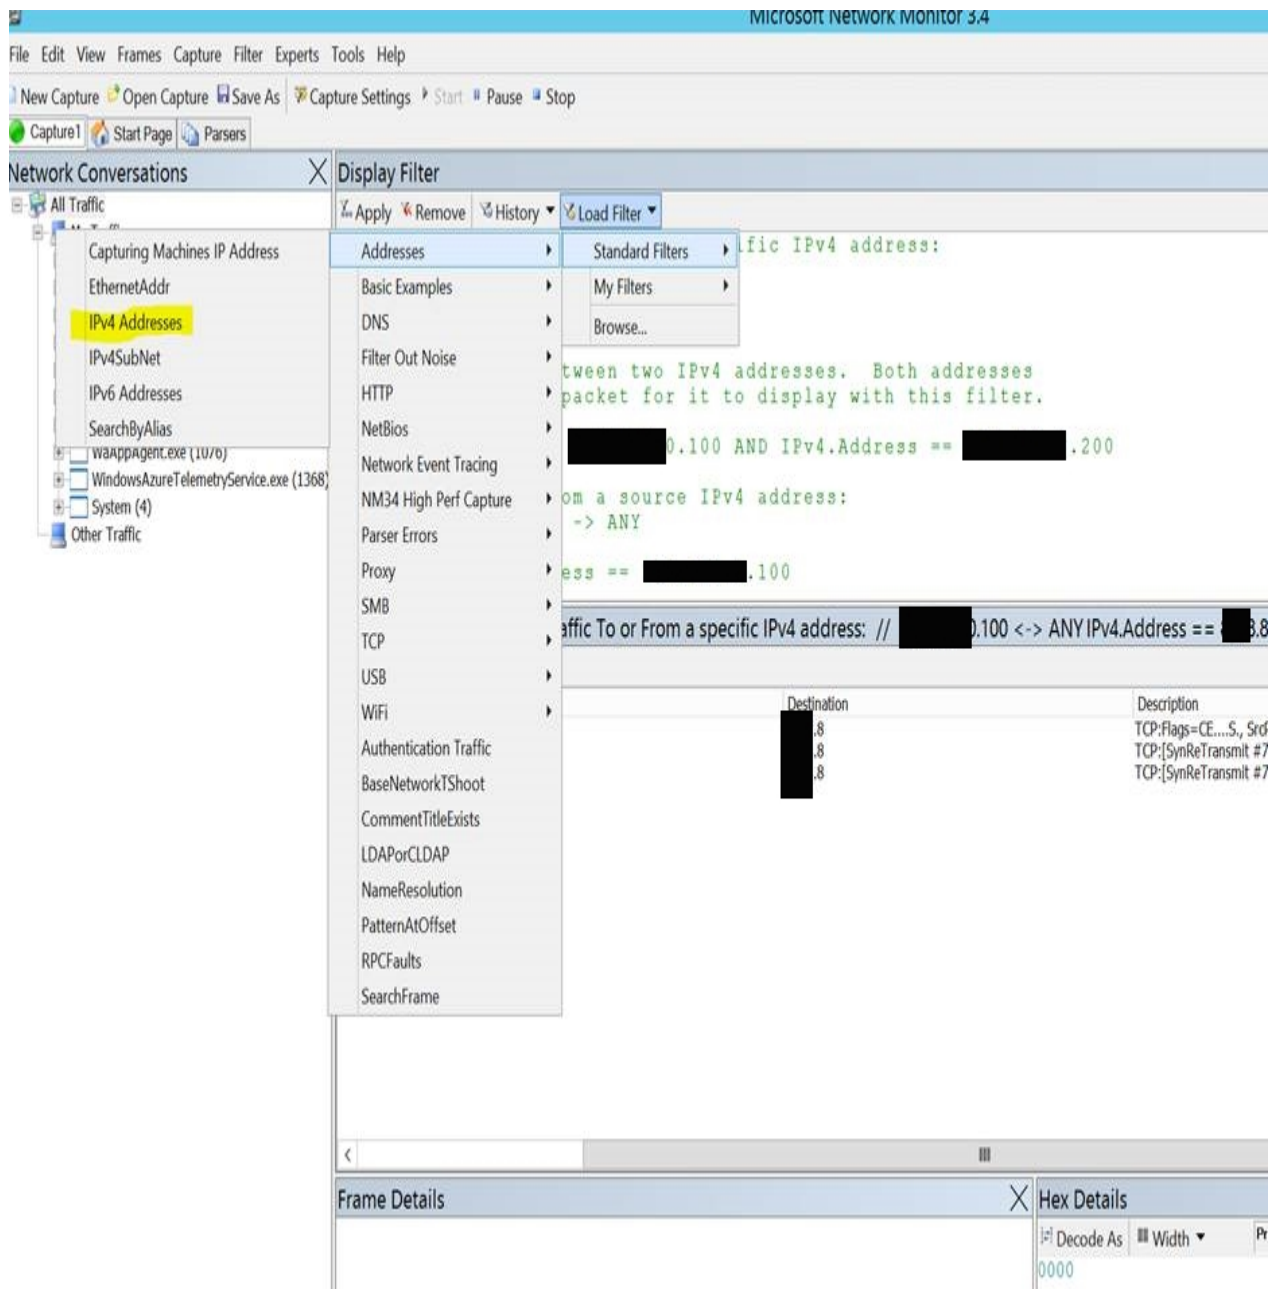 Microsoft Network Monitor 3.4
File Edit View Frames Capture Filter Experts Tools Help
New Capture Open Capture Save As Capture Settings Start Pause Stop
Capture1 Start Page Parsers
Network Conversations
All Traffic
Capturing Machines IP Address
EthernetAddr
IPv4 Addresses
IPv4SubNet
IPv6 Addresses
SearchByAlias
WaAppAgent.exe (1076)
WindowsAzureTelemetryService.exe (1368)
System (4)
Other Traffic
Display Filter
Apply Remove History Load Filter
Addresses
Basic Examples
DNS
Filter Out Noise
HTTP
NetBios
Network Event Tracing
NM34 High Perf Capture
Parser Errors
Proxy
SMB
TCP
USB
WiFi
Authentication Traffic
BaseNetworkTShoot
CommentTitleExists
LDAPorCLDAP
NameResolution
PatternAtOffset
RPCFaults
SearchFrame
Standard Filters
My Filters
Browse...
ific IPv4 address:
tween two IPv4 addresses. Both addresses
packet for it to display with this filter.
0.100 AND IPv4.Address == .200
om a source IPv4 address:
-> ANY
ess == .100
affic To or From a specific IPv4 address: // 0.100 <-> ANY IPv4.Address == 8.8
Destination Description
.8 TCP:Flags=CE....S., Src
.8 TCP:[SynReTransmit #7
.8 TCP:[SynReTransmit #7
Frame Details
Hex Details
Decode As Width Pr
0000